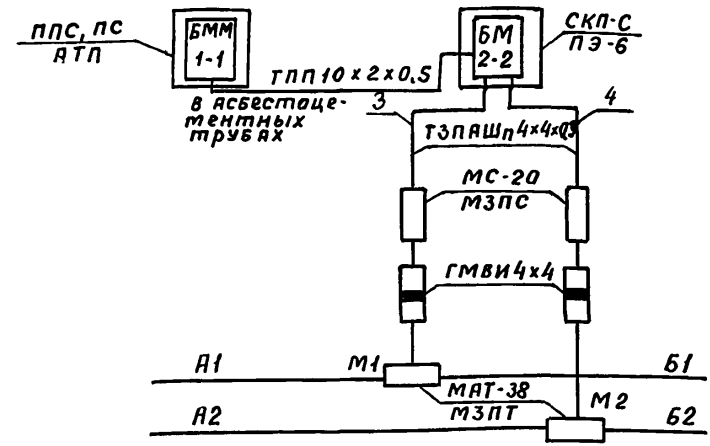 ППС, ПС
АТП
БММ
1-1
ТПП 10×2×0,5
в асбестоце-
ментных
трубах
БМ
2-2
СКП-С
ПЭ-6
3
4
ТЗПАШп 4×4×0,9
МС-20
МЗПС
ГМВИ 4×4
А1
М1
Б1
МАТ-38
МЗПТ
М2
А2
Б2